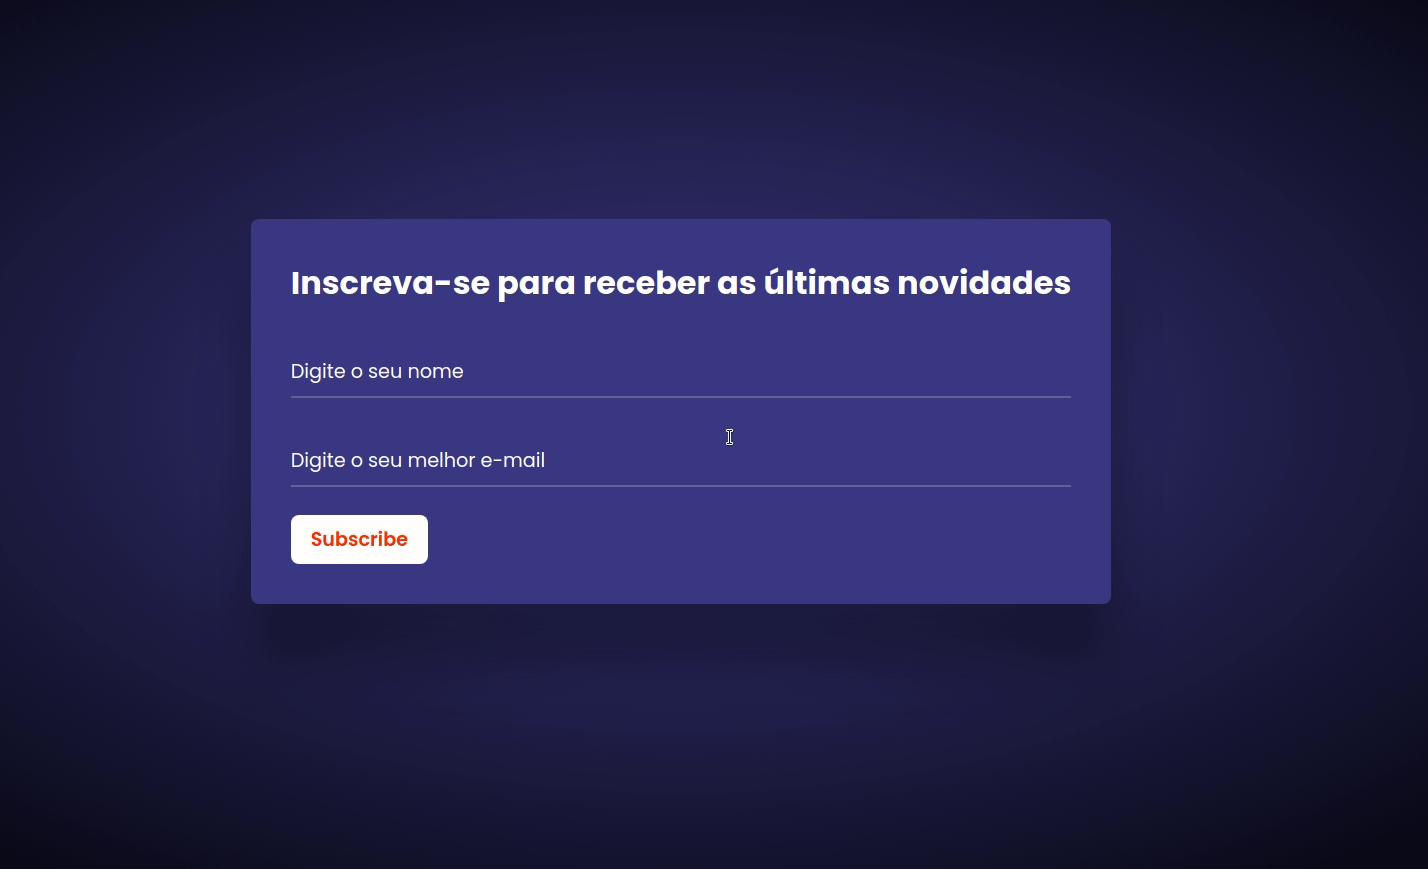 Inscreva-se para receber as últimas novidades
Digite o seu nome
Digite o seu melhor e-mail
Subscribe